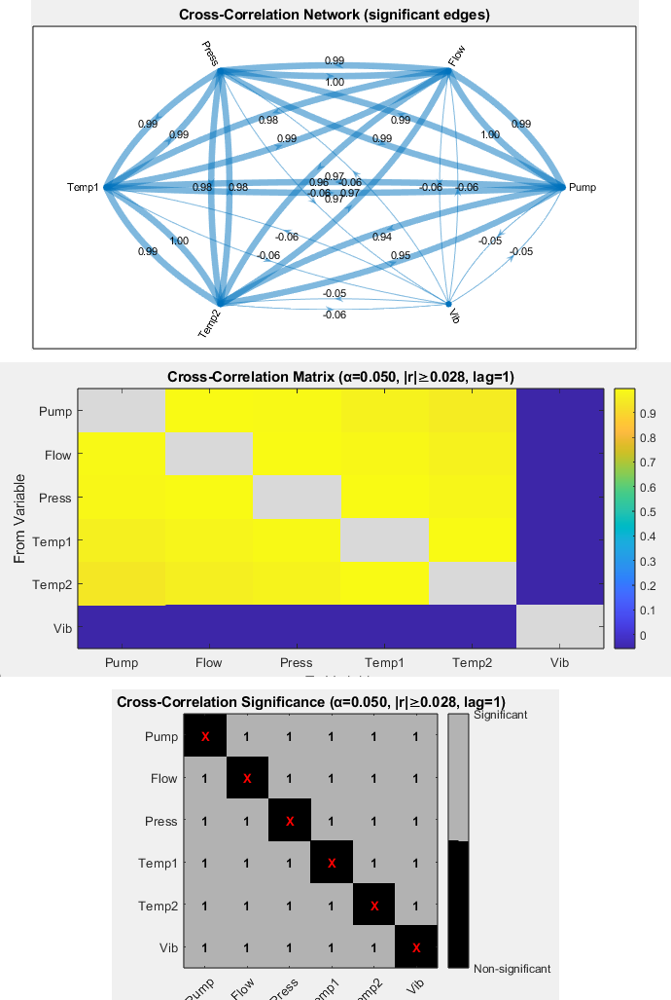 Cross-Correlation Network (significant edges)
Press
Flow
0.99
1.00
0.99
0.99
0.98
0.99
0.99
1.00
0.99
Temp1
0.98
0.98
0.97
0.96
-0.06
-0.06
0.97
0.97
-0.06
-0.06
Pump
-0.06
-0.06
0.94
0.95
-0.05
-0.05
1.00
0.99
-0.05
-0.06
Temp2
Vib
Cross-Correlation Matrix (α=0.050, |r|≥0.028, lag=1)
From Variable
Pump
Flow
Press
Temp1
Temp2
Vib
Pump Flow Press Temp1 Temp2 Vib
0.9
0.8
0.7
0.6
0.5
0.4
0.3
0.2
0.1
0
Cross-Correlation Significance (α=0.050, |r|≥0.028, lag=1)
Significant
Pump X 1 1 1 1 1
Flow 1 X 1 1 1 1
Press 1 1 X 1 1 1
Temp1 1 1 1 X 1 1
Temp2 1 1 1 1 X 1
Vib 1 1 1 1 1 X
Non-significant
Flow Vib